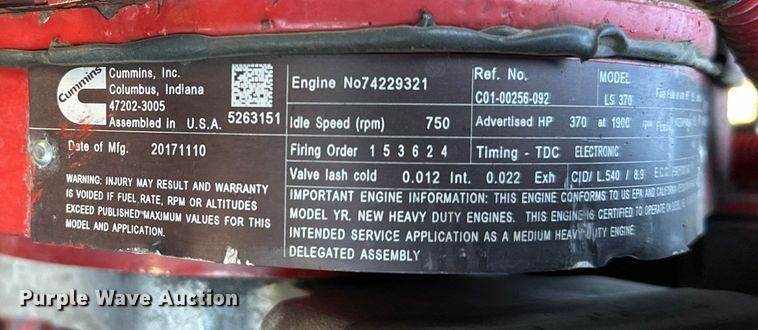 Cummins
Cummins, Inc.
Columbus, Indiana
47202-3005
Assembled in U.S.A. 5263151
Date of Mfg. 20171110
WARNING: INJURY MAY RESULT AND WARRANTY
IS VOIDED IF FUEL RATE, RPM OR ALTITUDES
EXCEED PUBLISHED MAXIMUM VALUES FOR THIS
MODEL AND APPLICATION.
Engine No 74229321
Idle Speed (rpm) 750
Firing Order 1 5 3 6 2 4
Valve lash cold 0.012 Int. 0.022 Exh
Ref. No.
C01-00256-092
Advertised HP 370 at 1900
Timing - TDC ELECTRONIC
CID/ L.540 / 8.9 E.C.
MODEL
370
IMPORTANT ENGINE INFORMATION: THIS ENGINE CONFORMS TO US EPA AND CALIFORNIA
MODEL YR. NEW HEAVY DUTY ENGINES. THIS ENGINE IS CERTIFIED TO OPERATE ON
INTENDED SERVICE APPLICATION AS A MEDIUM HEAVY DUTY ENGINE.
DELEGATED ASSEMBLY
Purple Wave Auction